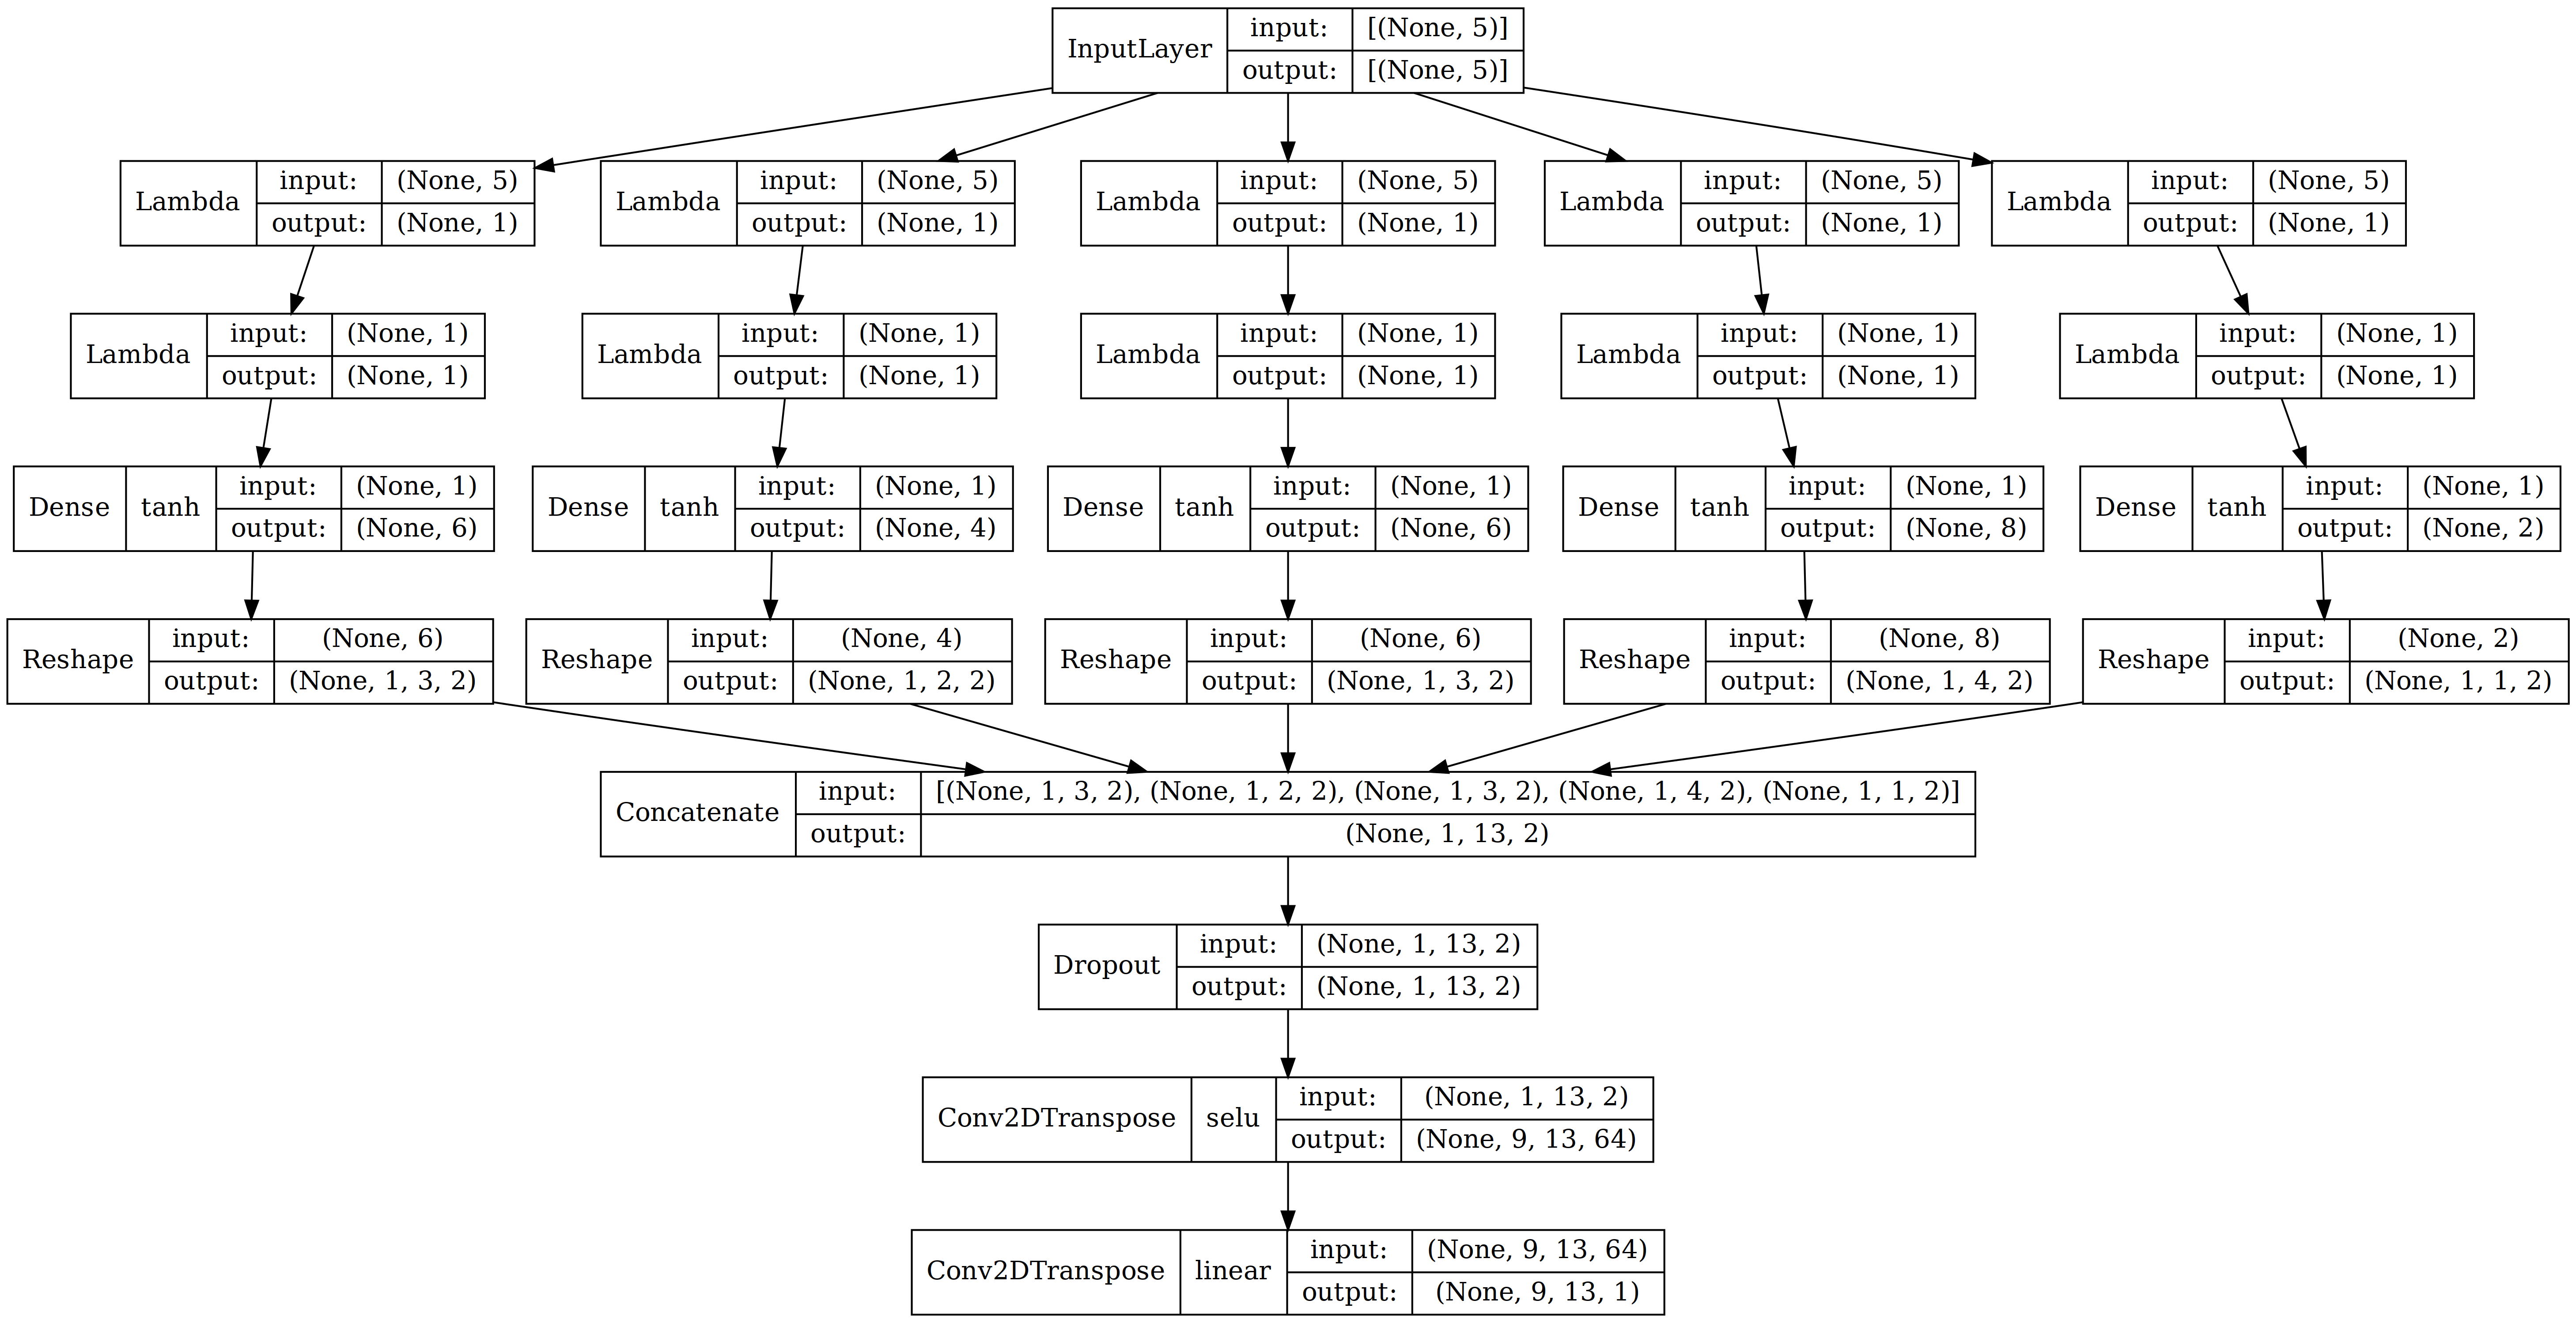 InputLayer input: [(None, 5)]
output: [(None, 5)]
Lambda input: (None, 5)
output: (None, 1)
Lambda input: (None, 5)
output: (None, 1)
Lambda input: (None, 5)
output: (None, 1)
Lambda input: (None, 5)
output: (None, 1)
Lambda input: (None, 5)
output: (None, 1)
Lambda input: (None, 1)
output: (None, 1)
Lambda input: (None, 1)
output: (None, 1)
Lambda input: (None, 1)
output: (None, 1)
Lambda input: (None, 1)
output: (None, 1)
Lambda input: (None, 1)
output: (None, 1)
Dense tanh input: (None, 1)
output: (None, 6)
Dense tanh input: (None, 1)
output: (None, 4)
Dense tanh input: (None, 1)
output: (None, 6)
Dense tanh input: (None, 1)
output: (None, 8)
Dense tanh input: (None, 1)
output: (None, 2)
Reshape input: (None, 6)
output: (None, 1, 3, 2)
Reshape input: (None, 4)
output: (None, 1, 2, 2)
Reshape input: (None, 6)
output: (None, 1, 3, 2)
Reshape input: (None, 8)
output: (None, 1, 4, 2)
Reshape input: (None, 2)
output: (None, 1, 1, 2)
Concatenate input: [(None, 1, 3, 2), (None, 1, 2, 2), (None, 1, 3, 2), (None, 1, 4, 2), (None, 1, 1, 2)]
output: (None, 1, 13, 2)
Dropout input: (None, 1, 13, 2)
output: (None, 1, 13, 2)
Conv2DTranspose selu input: (None, 1, 13, 2)
output: (None, 9, 13, 64)
Conv2DTranspose linear input: (None, 9, 13, 64)
output: (None, 9, 13, 1)